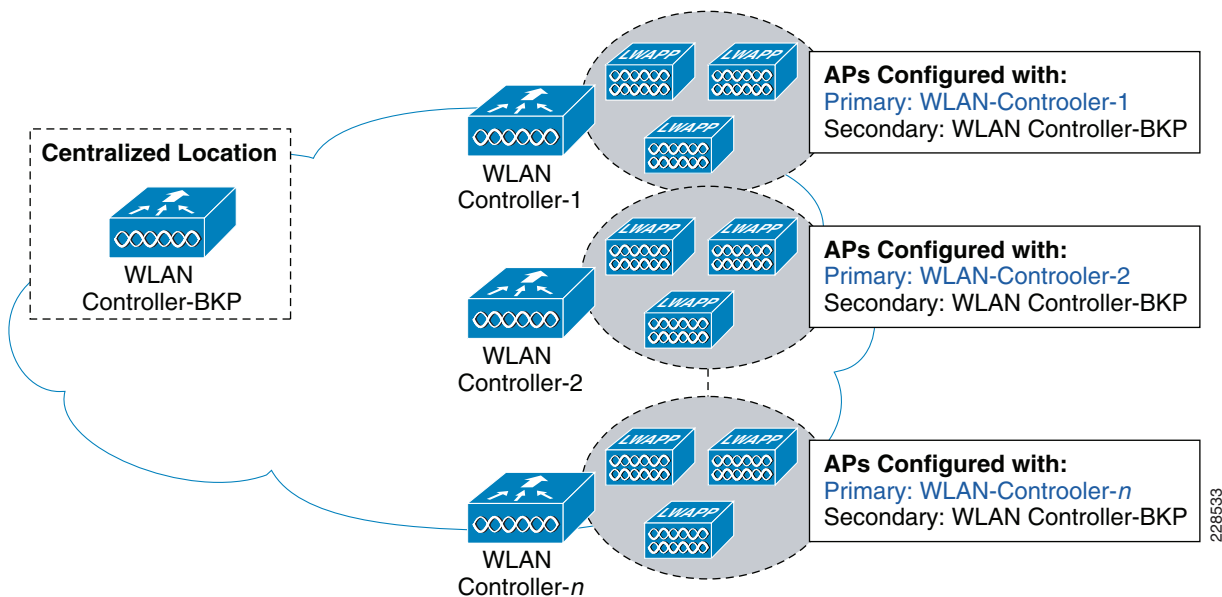 Centralized Location
WLAN
Controller-BKP
LWAPP
LWAPP
LWAPP
WLAN
Controller-1
APs Configured with:
Primary: WLAN-Controoler-1
Secondary: WLAN Controller-BKP
LWAPP
LWAPP
LWAPP
WLAN
Controller-2
APs Configured with:
Primary: WLAN-Controoler-2
Secondary: WLAN Controller-BKP
LWAPP
LWAPP
LWAPP
WLAN
Controller-n
APs Configured with:
Primary: WLAN-Controoler-n
Secondary: WLAN Controller-BKP
228533